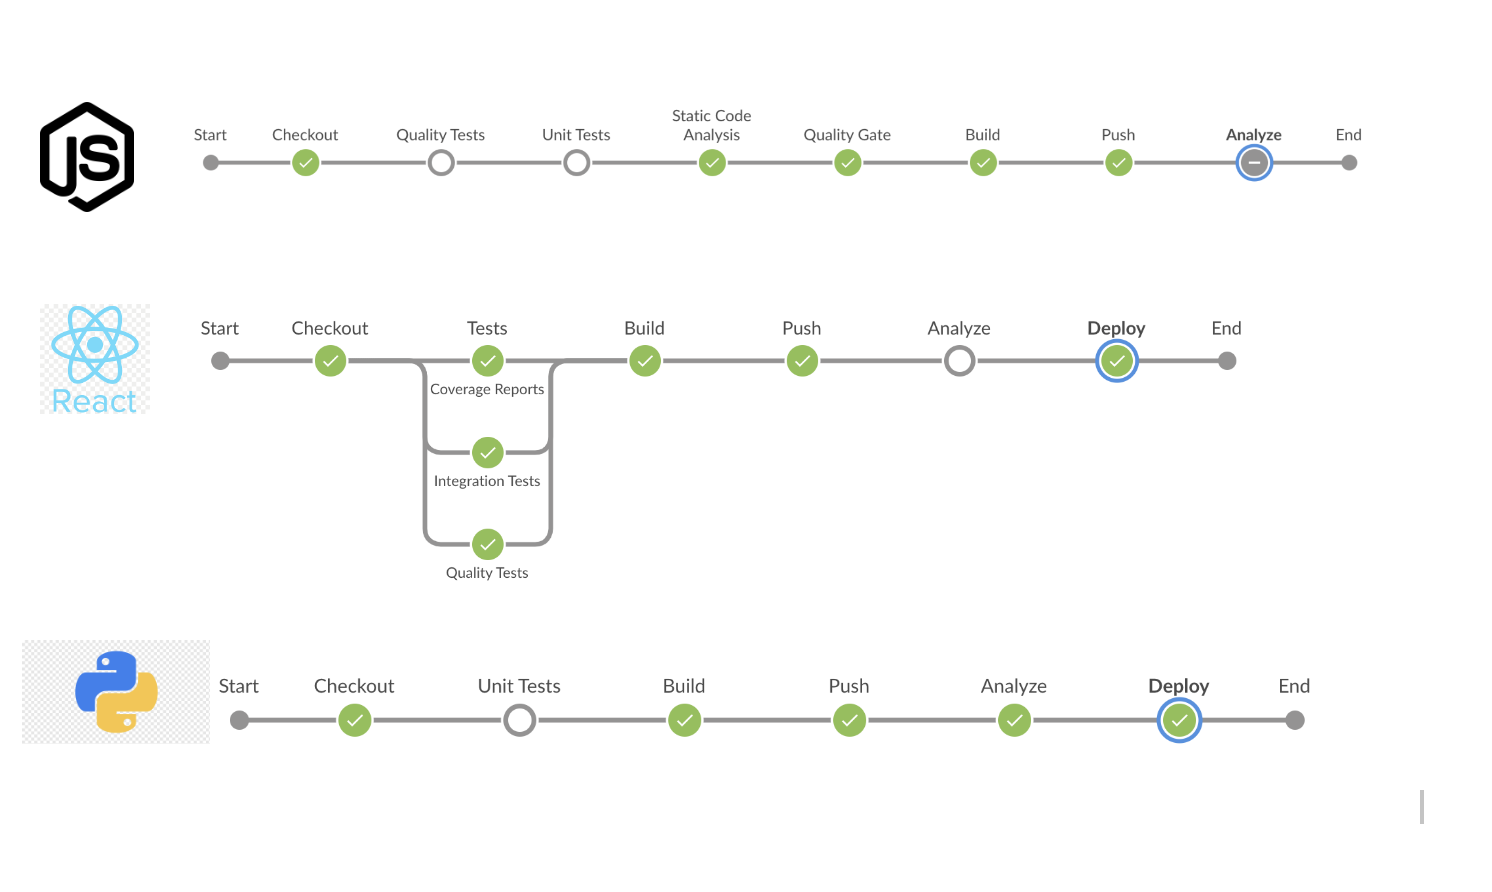 JS
Start
Checkout
Quality Tests
Unit Tests
Static Code
Analysis
Quality Gate
Build
Push
Analyze
End
React
Start
Checkout
Tests
Build
Push
Analyze
Deploy
End
Coverage Reports
Integration Tests
Quality Tests
Start
Checkout
Unit Tests
Build
Push
Analyze
Deploy
End